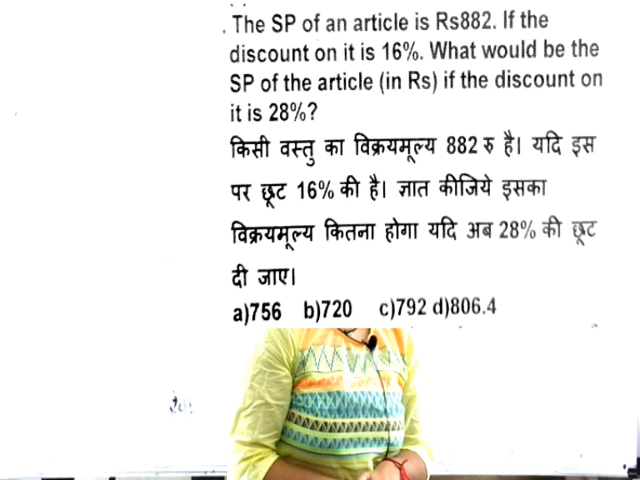 . The SP of an article is Rs882. If the
discount on it is 16%. What would be the
SP of the article (in Rs) if the discount on
it is 28%?
किसी वस्तु का विक्रयमूल्य 882 रु है। यदि इस
पर छूट 16% की है। ज्ञात कीजिये इसका
विक्रयमूल्य कितना होगा यदि अब 28% की छूट
दी जाए।
a)756 b)720 c)792 d)806.4